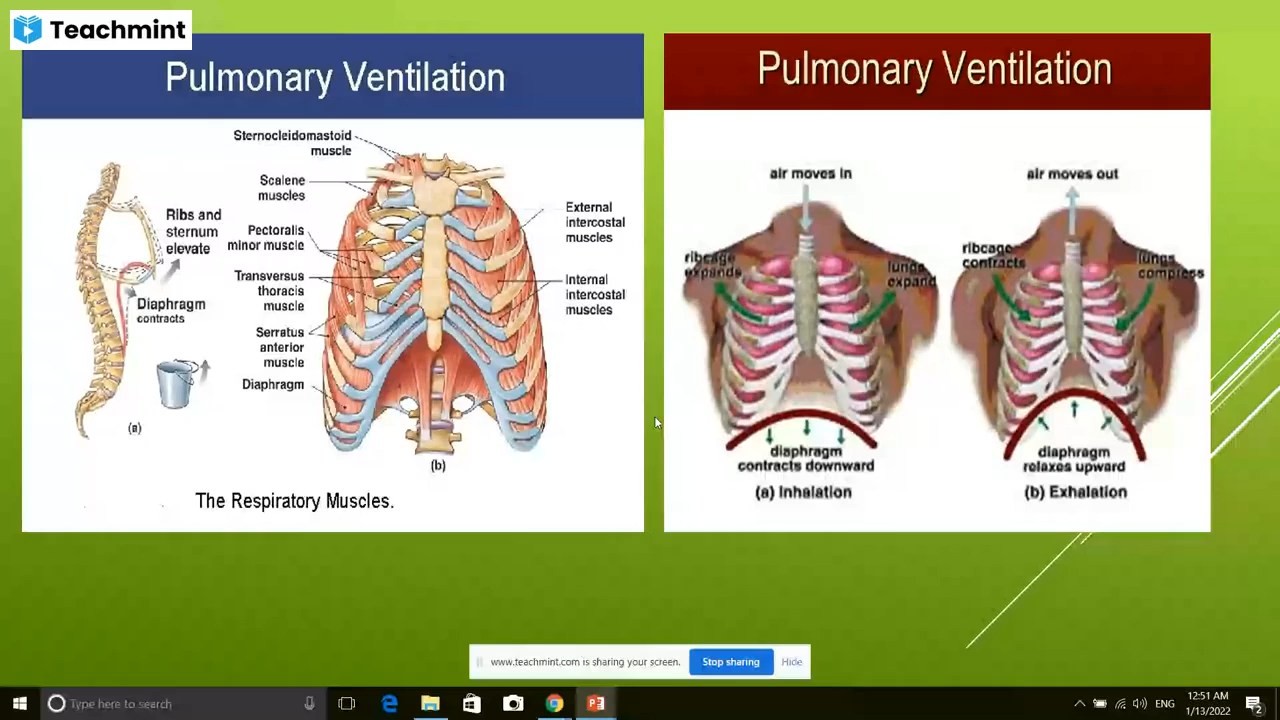 Teachmint
Pulmonary Ventilation
Sternocleidomastoid
muscle
Scalene
muscles
Ribs and
sternum
elevate
Pectoralis
minor muscle
External
intercostal
muscles
Transversus
thoracis
muscle
Diaphragm
contracts
Internal
intercostal
muscles
Serratus
anterior
muscle
Diaphragm
(a)
(b)
The Respiratory Muscles.
Pulmonary Ventilation
air moves in
ribcage
expands
lungs
expand
diaphragm
contracts downward
(a) Inhalation
air moves out
ribcage
contracts
lungs
compress
diaphragm
relaxes upward
(b) Exhalation
www.teachmint.com is sharing your screen.
Stop sharing
Hide
Type here to search
ENG
12:51 AM
1/13/2022
2